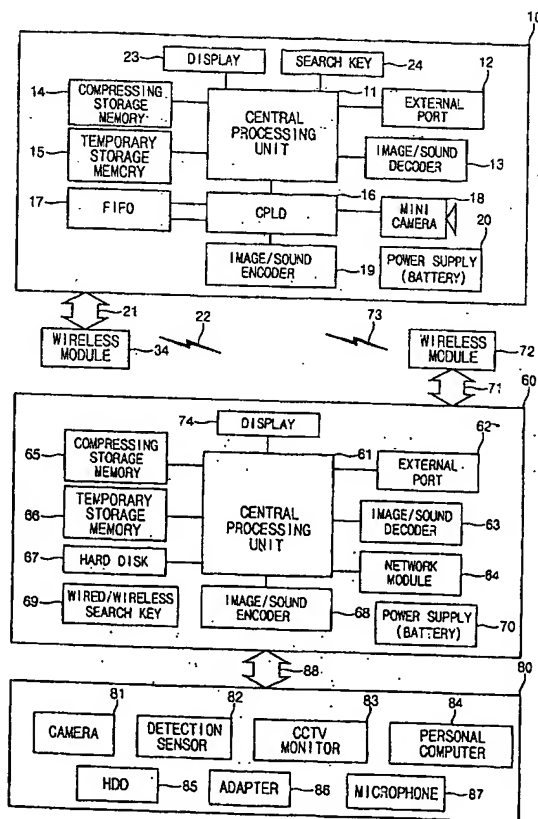 10
23
DISPLAY
SEARCH KEY
24
11
12
14
COMPRESSING
STORAGE
MEMORY
CENTRAL
PROCESSING
UNIT
EXTERNAL
PORT
15
TEMPORARY
STORAGE
MEMORY
IMAGE/SOUND
DECODER
13
16
18
17
FIFO
CPLD
MINI
CAMERA
20
IMAGE/SOUND
ENCODER
19
POWER SUPPLY
(BATTERY)
21
22
73
WIRELESS
MODULE
34
WIRELESS
MODULE
72
71
60
74
DISPLAY
61
62
65
COMPRESSING
STORAGE
MEMORY
EXTERNAL
PORT
66
TEMPORARY
STORAGE
MEMORY
CENTRAL
PROCESSING
UNIT
IMAGE/SOUND
DECODER
63
67
HARD DISK
NETWORK
MODULE
64
69
WIRED/WIRELESS
SEARCH KEY
IMAGE/SOUND
ENCODER
68
POWER SUPPLY
(BATTERY)
70
88
80
81
82
83
84
CAMERA
DETECTION
SENSOR
CCTV
MONITOR
PERSONAL
COMPUTER
HDD
85
ADAPTER
86
MICROPHONE
87